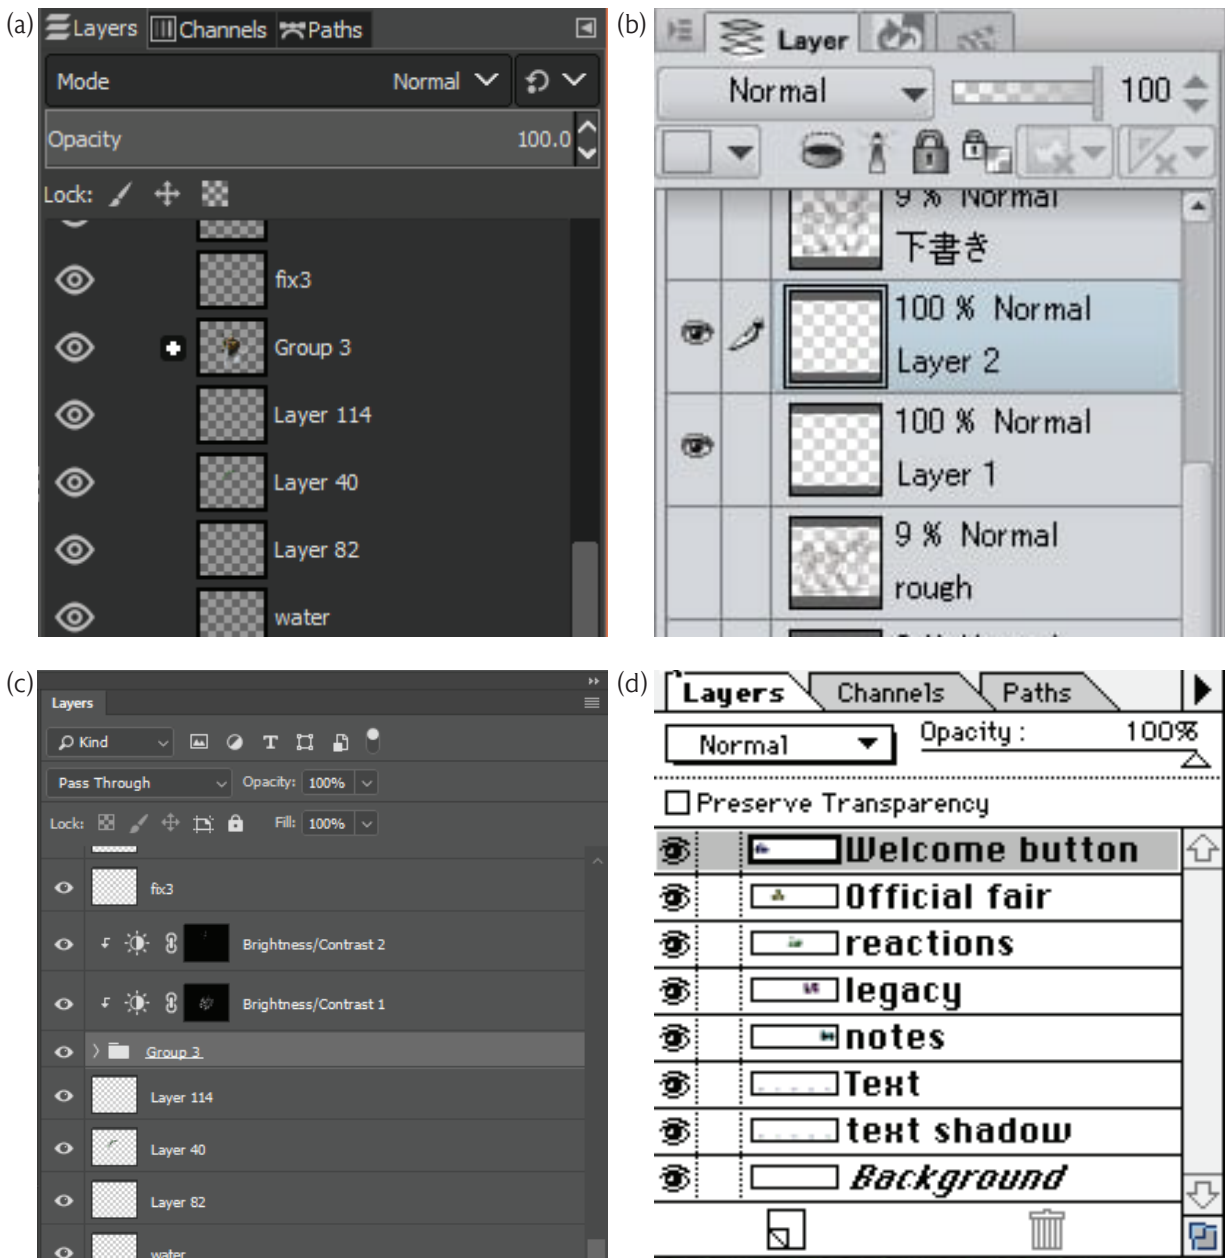 (a)
Layers Channels Paths
Mode Normal
Opacity 100.0
Lock:
fix3
Group 3
Layer 114
Layer 40
Layer 82
water
(b)
Layer
Normal 100
9 % Normal
下書き
100 % Normal
Layer 2
100 % Normal
Layer 1
9 % Normal
rough
(c)
Layers
Kind T
Pass Through Opacity: 100%
Lock: Fill: 100%
fix3
Brightness/Contrast 2
Brightness/Contrast 1
Group 3
Layer 114
Layer 40
Layer 82
water
(d)
Layers Channels Paths
Normal Opacity : 100%
Preserve Transparency
Welcome button
Official fair
reactions
legacy
notes
Text
text shadow
Background